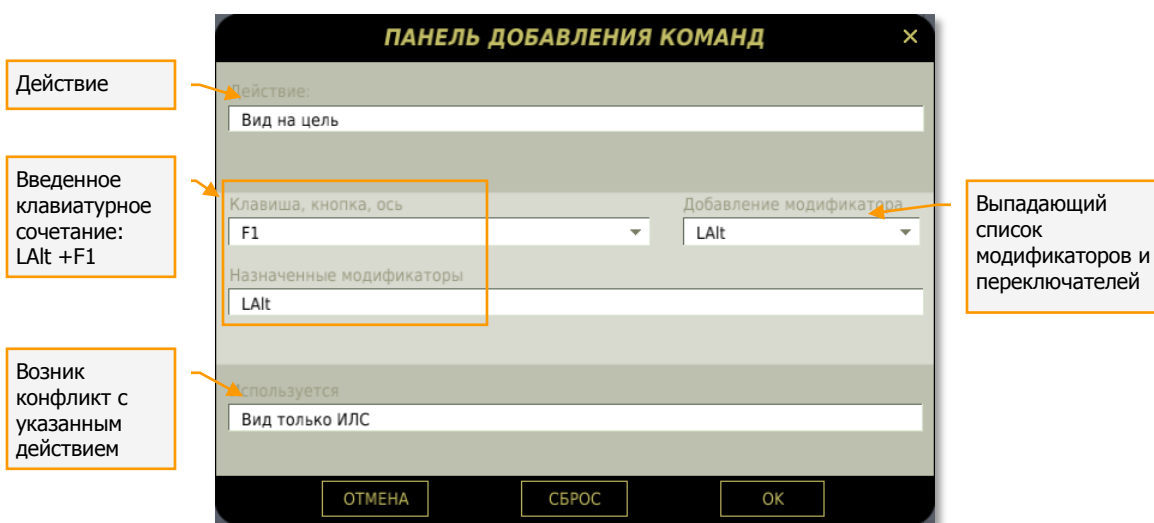 ПАНЕЛЬ ДОБАВЛЕНИЯ КОМАНД
Действие
Действие:
Вид на цель
Введенное
клавиатурное
сочетание:
LAlt +F1
Клавиша, кнопка, ось
Добавление модификатора
F1
LAlt
Назначенные модификаторы
LAlt
Выпадающий
список
модификаторов и
переключателей
Возник
конфликт с
указанным
действием
Используется
Вид только ИЛС
ОТМЕНА
СБРОС
OK